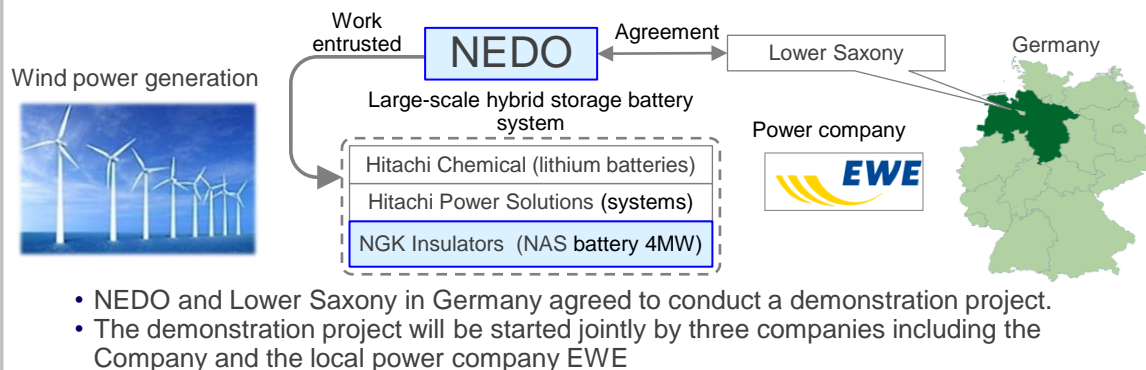 Work
entrusted
NEDO
Agreement
Lower Saxony
Germany
Wind power generation
Large-scale hybrid storage battery
system
Power company
EWE
Hitachi Chemical (lithium batteries)
Hitachi Power Solutions (systems)
NGK Insulators (NAS battery 4MW)
• NEDO and Lower Saxony in Germany agreed to conduct a demonstration project.
• The demonstration project will be started jointly by three companies including the
Company and the local power company EWE